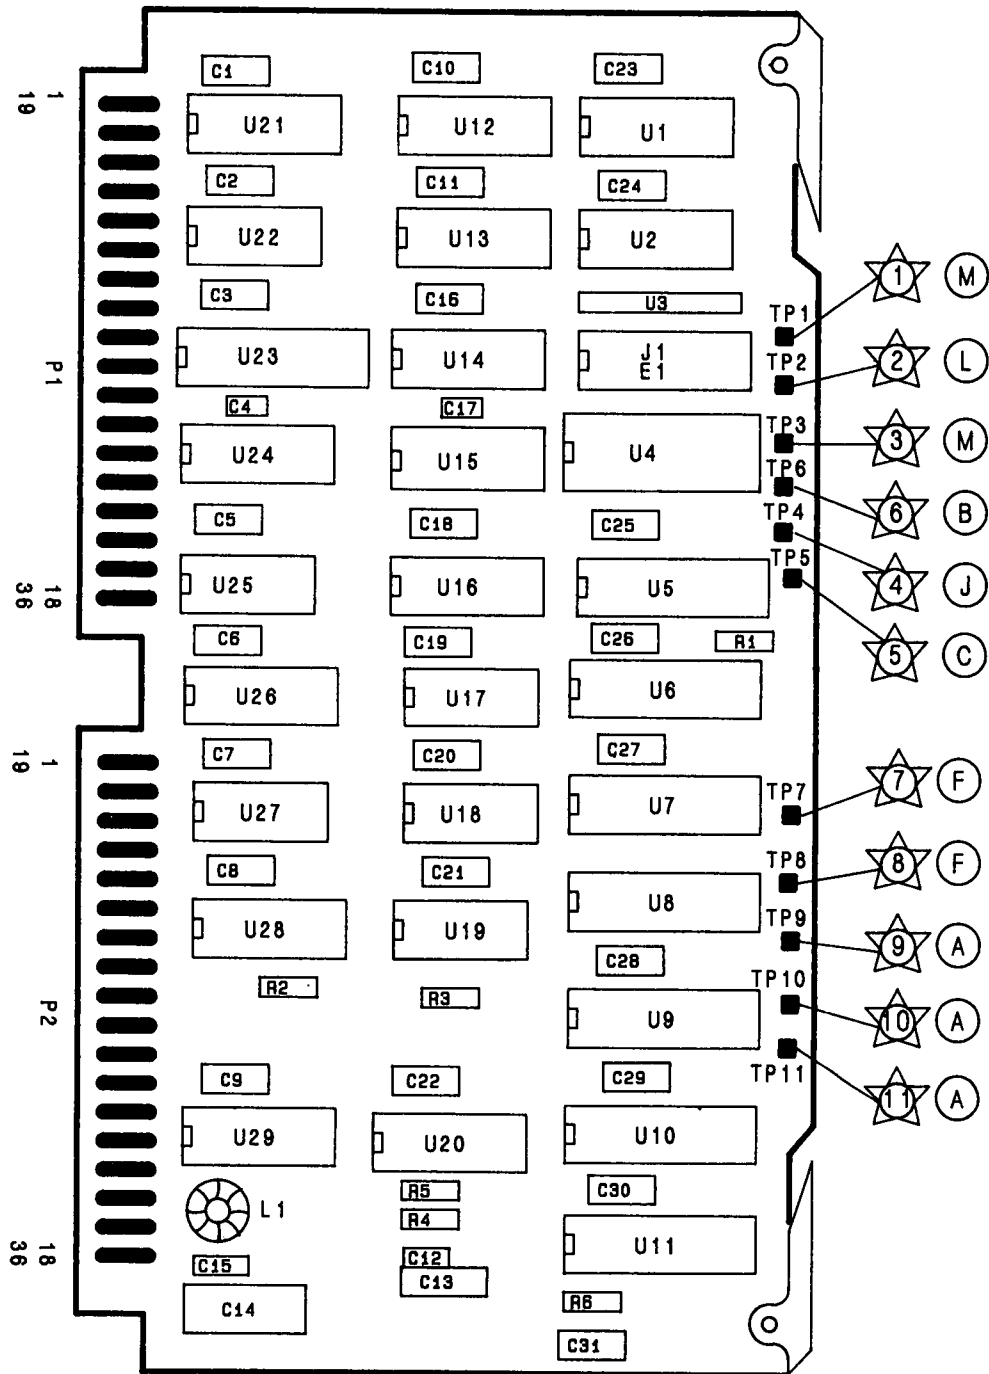 C1 C10 C23
1
19
U21 U12 U1
C2 C11 C24
U22 U13 U2
1 M
C3 C16 U3
TP1
U23 U14 J1
E1
TP2
2 L
P1
C4 C17
TP3
3 M
U24 U15 U4
TP6
6 B
C5 C18 C25
TP4
4 J
TP5
U25 U16 U5
18
36
5 C
C6 C19 C26 R1
U26 U17 U6
1
19
C7 C20 C27
7 F
TP7
U27 U18 U7
8 F
TP8
C8 C21
U28 U19 U8
TP9
9 A
C28
R2 R3
TP10
10 A
P2
U9
TP11
C9 C22 C29
11 A
U29 U20 U10
R5
C30
L1
R4
18
36
U11
C15 C12
C13
C14
R6
C31